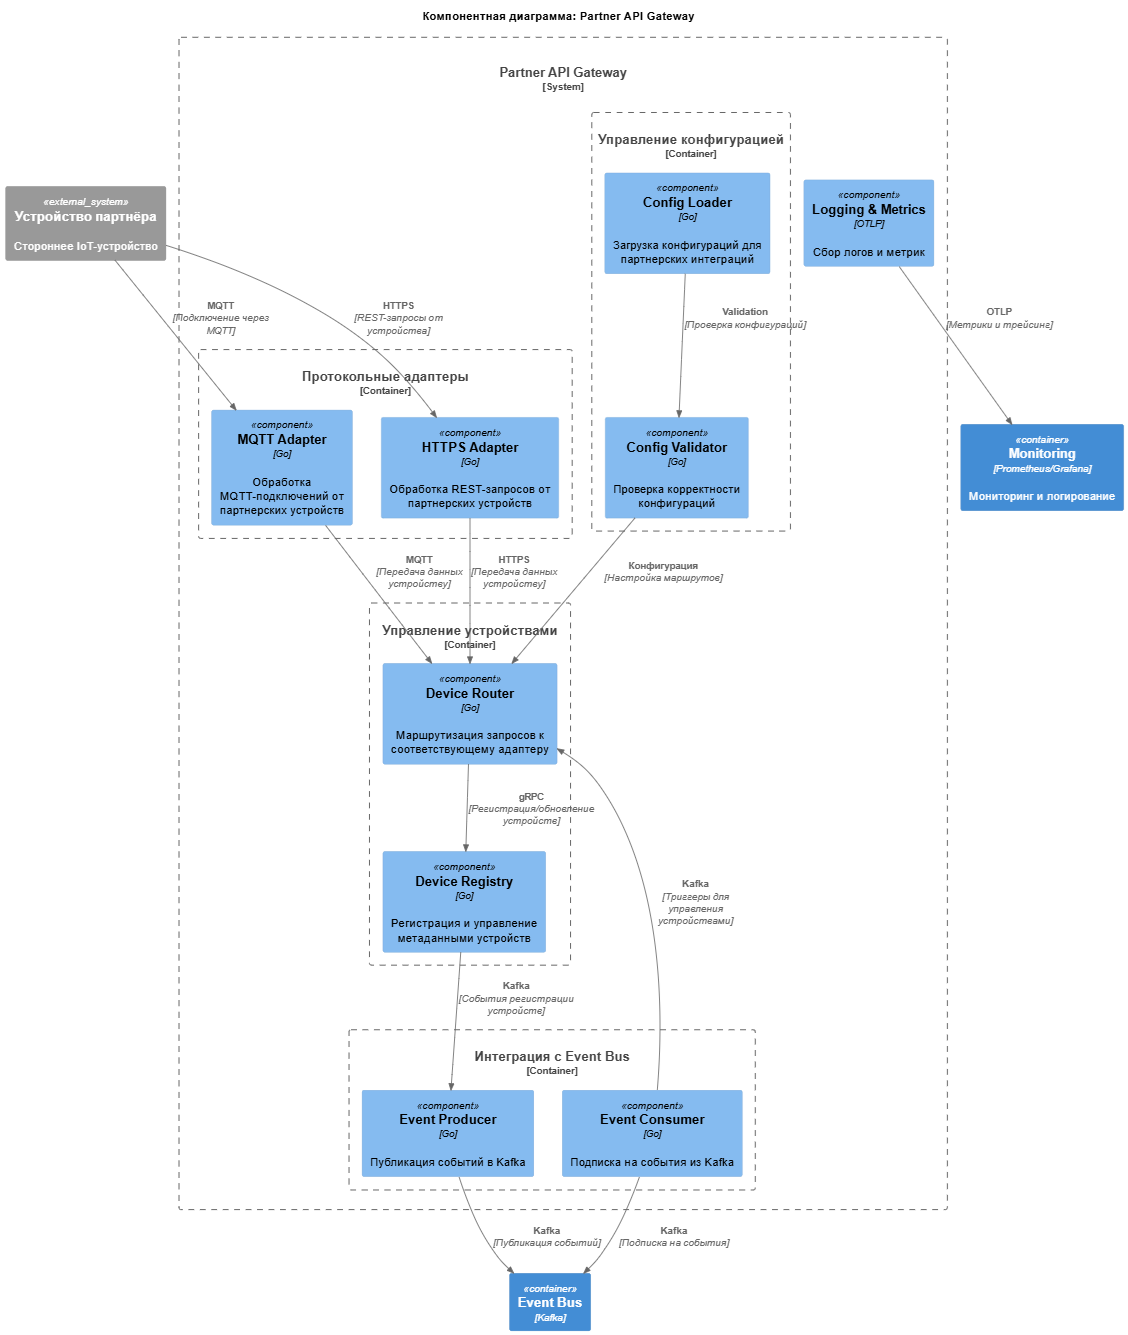 Компонентная диаграмма: Partner API Gateway
Partner API Gateway
[System]
Управление конфигурацией
[Container]
«component»
Config Loader
[Go]
Загрузка конфигураций для
партнерских интеграций
«component»
Logging & Metrics
[OTLP]
Сбор логов и метрик
«external_system»
Устройство партнёра
Стороннее IoT-устройство
MQTT
[Подключение через
MQTT]
HTTPS
[REST-запросы от
устройства]
Validation
[Проверка конфигураций]
OTLP
[Метрики и трейсинг]
Протокольные адаптеры
[Container]
«component»
MQTT Adapter
[Go]
Обработка
MQTT-подключений от
партнерских устройств
«component»
HTTPS Adapter
[Go]
Обработка REST-запросов от
партнерских устройств
«component»
Config Validator
[Go]
Проверка корректности
конфигураций
«container»
Monitoring
[Prometheus/Grafana]
Мониторинг и логирование
MQTT
[Передача данных
устройству]
HTTPS
[Передача данных
устройству]
Конфигурация
[Настройка маршрутов]
Управление устройствами
[Container]
«component»
Device Router
[Go]
Маршрутизация запросов к
соответствующему адаптеру
gRPC
[Регистрация/обновление
устройств]
«component»
Device Registry
[Go]
Регистрация и управление
метаданными устройств
Kafka
[Триггеры для
управления
устройствами]
Kafka
[События регистрации
устройств]
Интеграция с Event Bus
[Container]
«component»
Event Producer
[Go]
Публикация событий в Kafka
«component»
Event Consumer
[Go]
Подписка на события из Kafka
Kafka
[Публикация событий]
Kafka
[Подписка на события]
«container»
Event Bus
[Kafka]